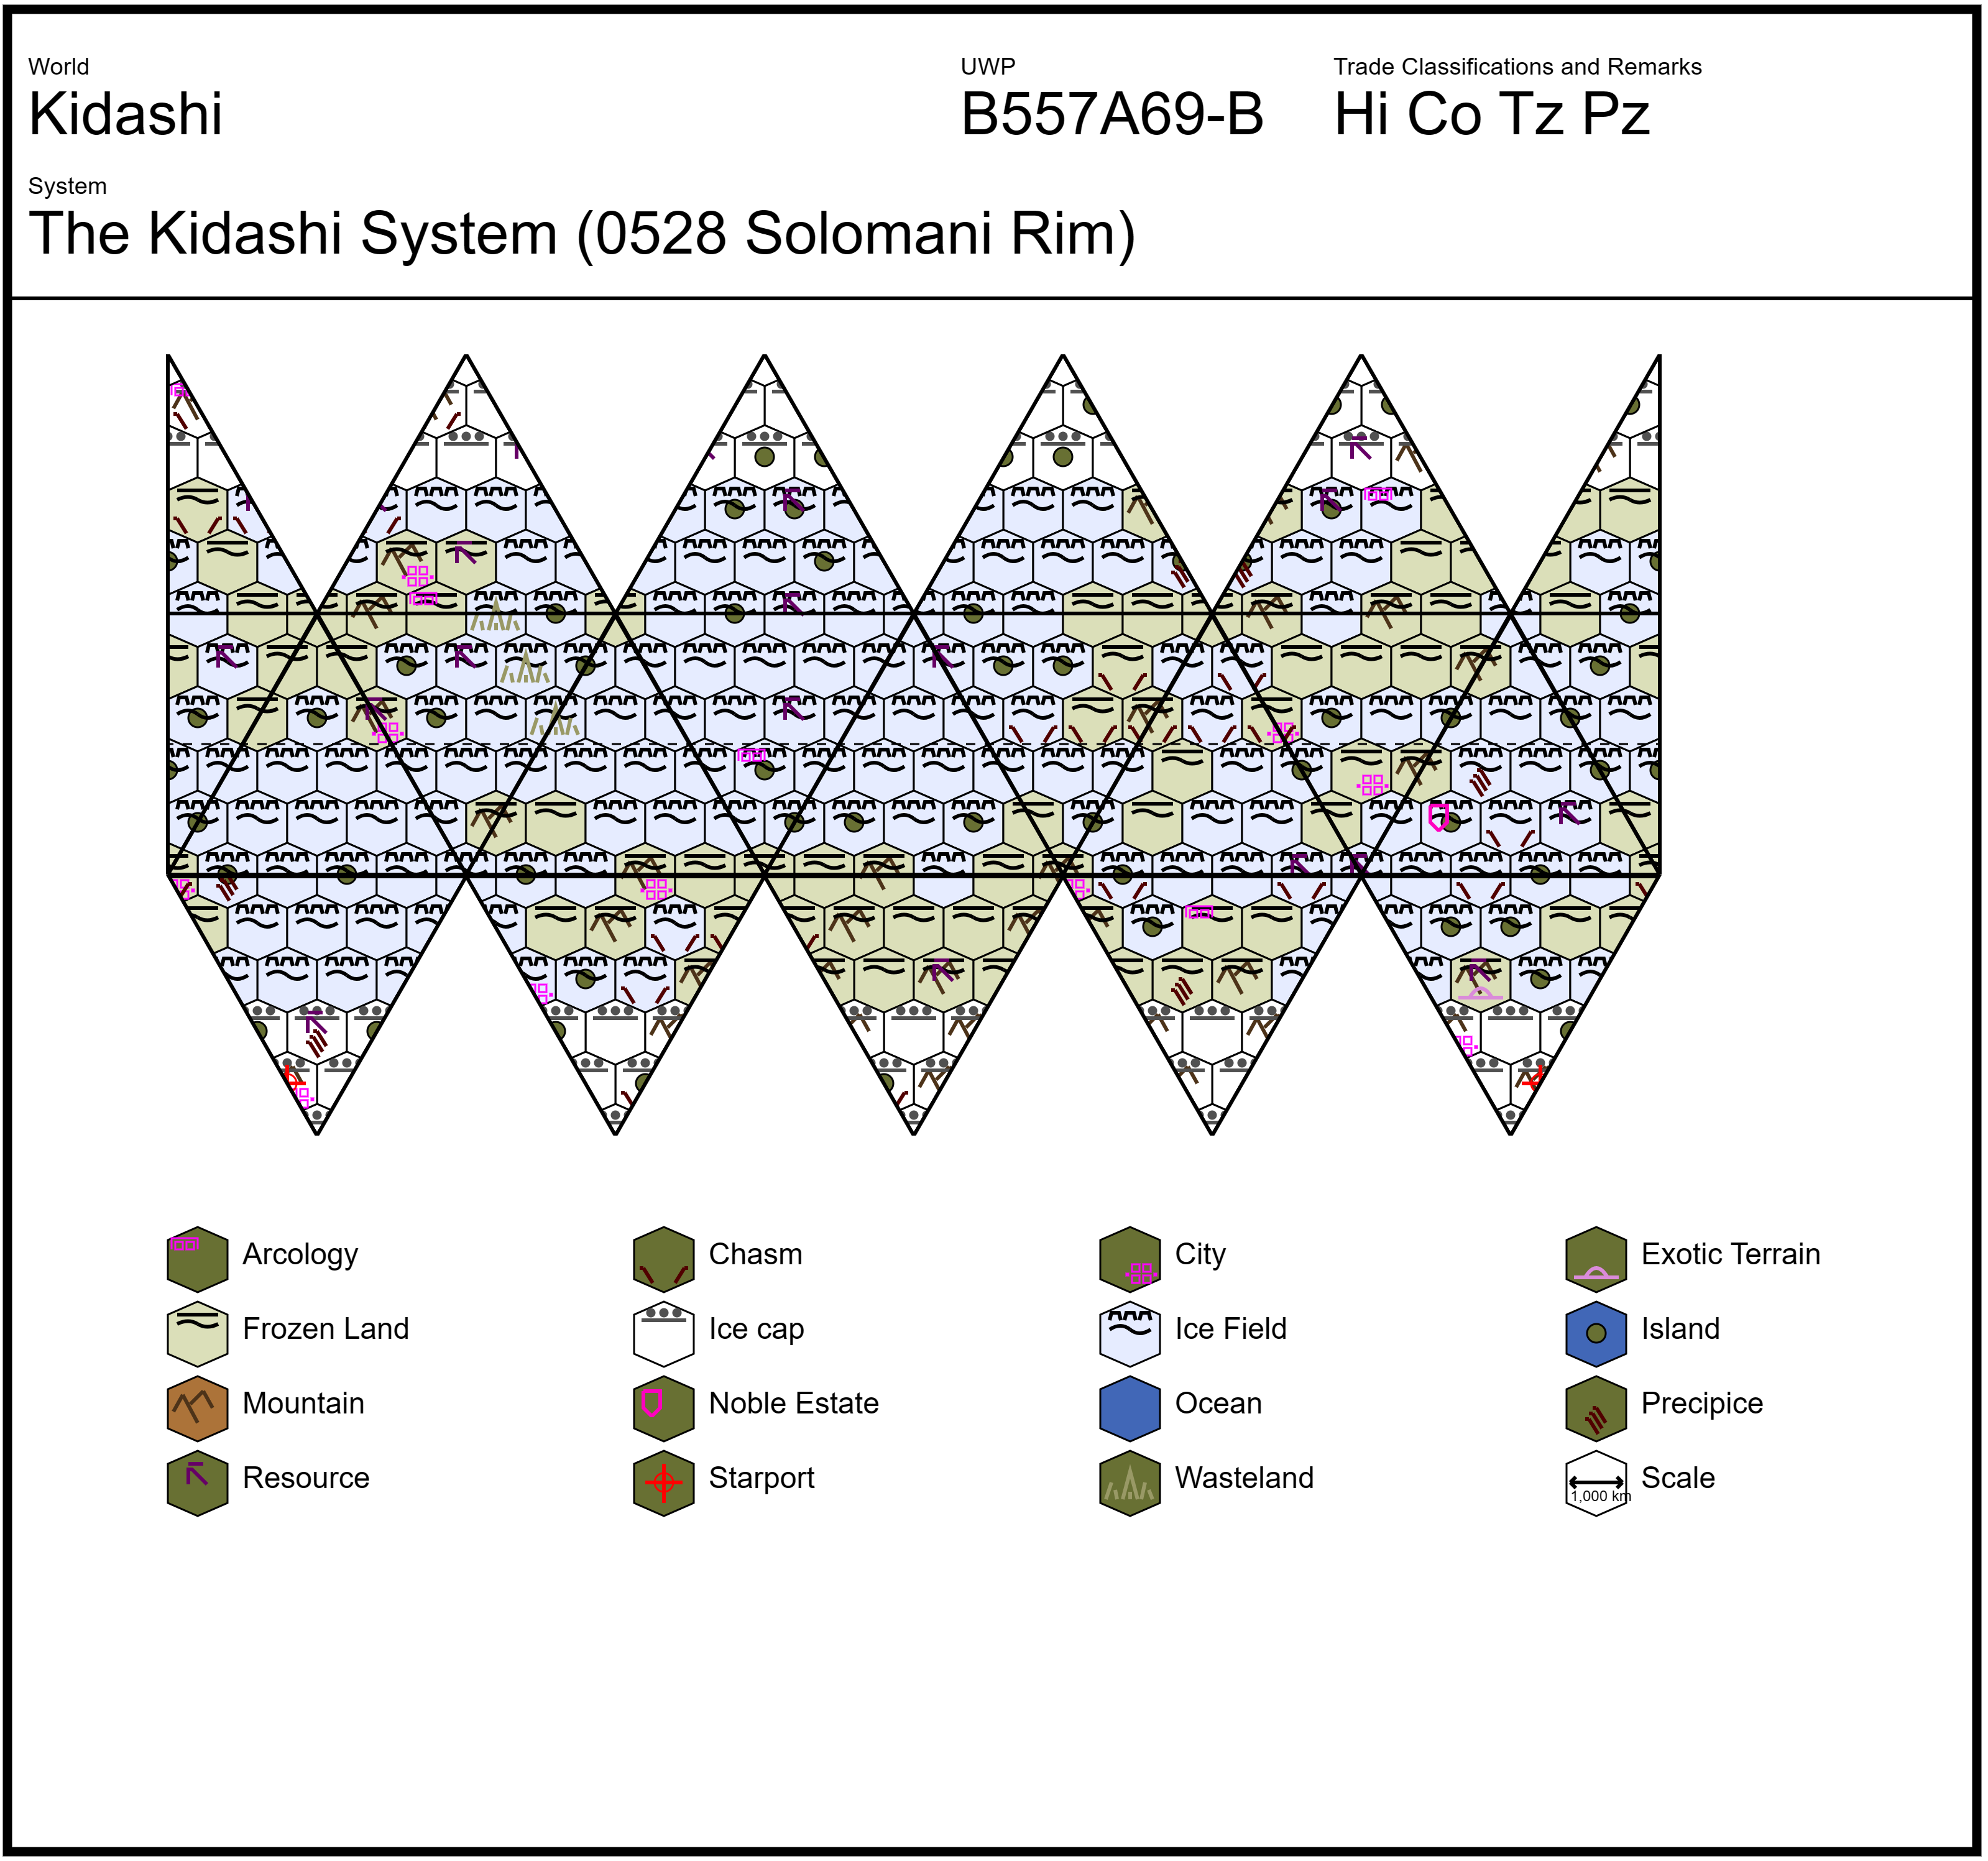 World
UWP
Trade Classifications and Remarks
Kidashi
B557A69-B
Hi Co Tz Pz
System
The Kidashi System (0528 Solomani Rim)
Arcology
Chasm
City
Exotic Terrain
Frozen Land
Ice cap
Ice Field
Island
Mountain
Noble Estate
Ocean
Precipice
Resource
Starport
Wasteland
Scale
1,000 km